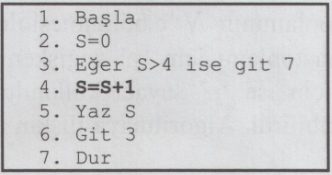 1. Başla
2. S=0
3. Eğer S>4 ise git 7
4. S=S+1
5. Yaz S
6. Git 3
7. Dur